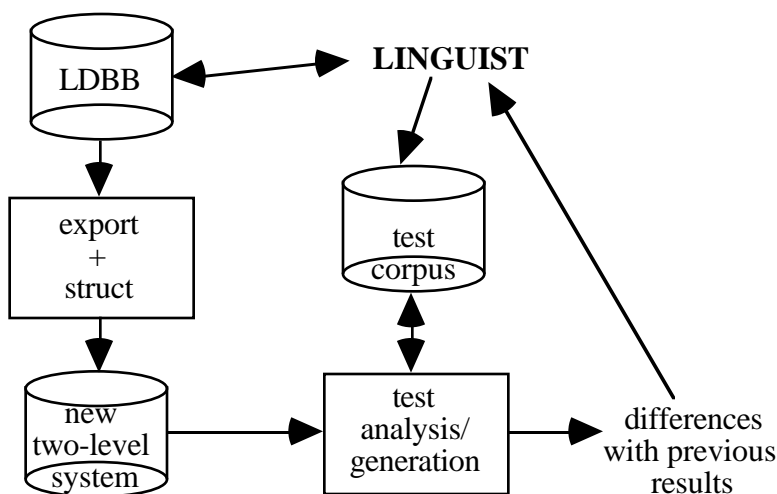 LDBB
LINGUIST
export
+
struct
test
corpus
new
two-level
system
test
analysis/
generation
differences
with previous
results